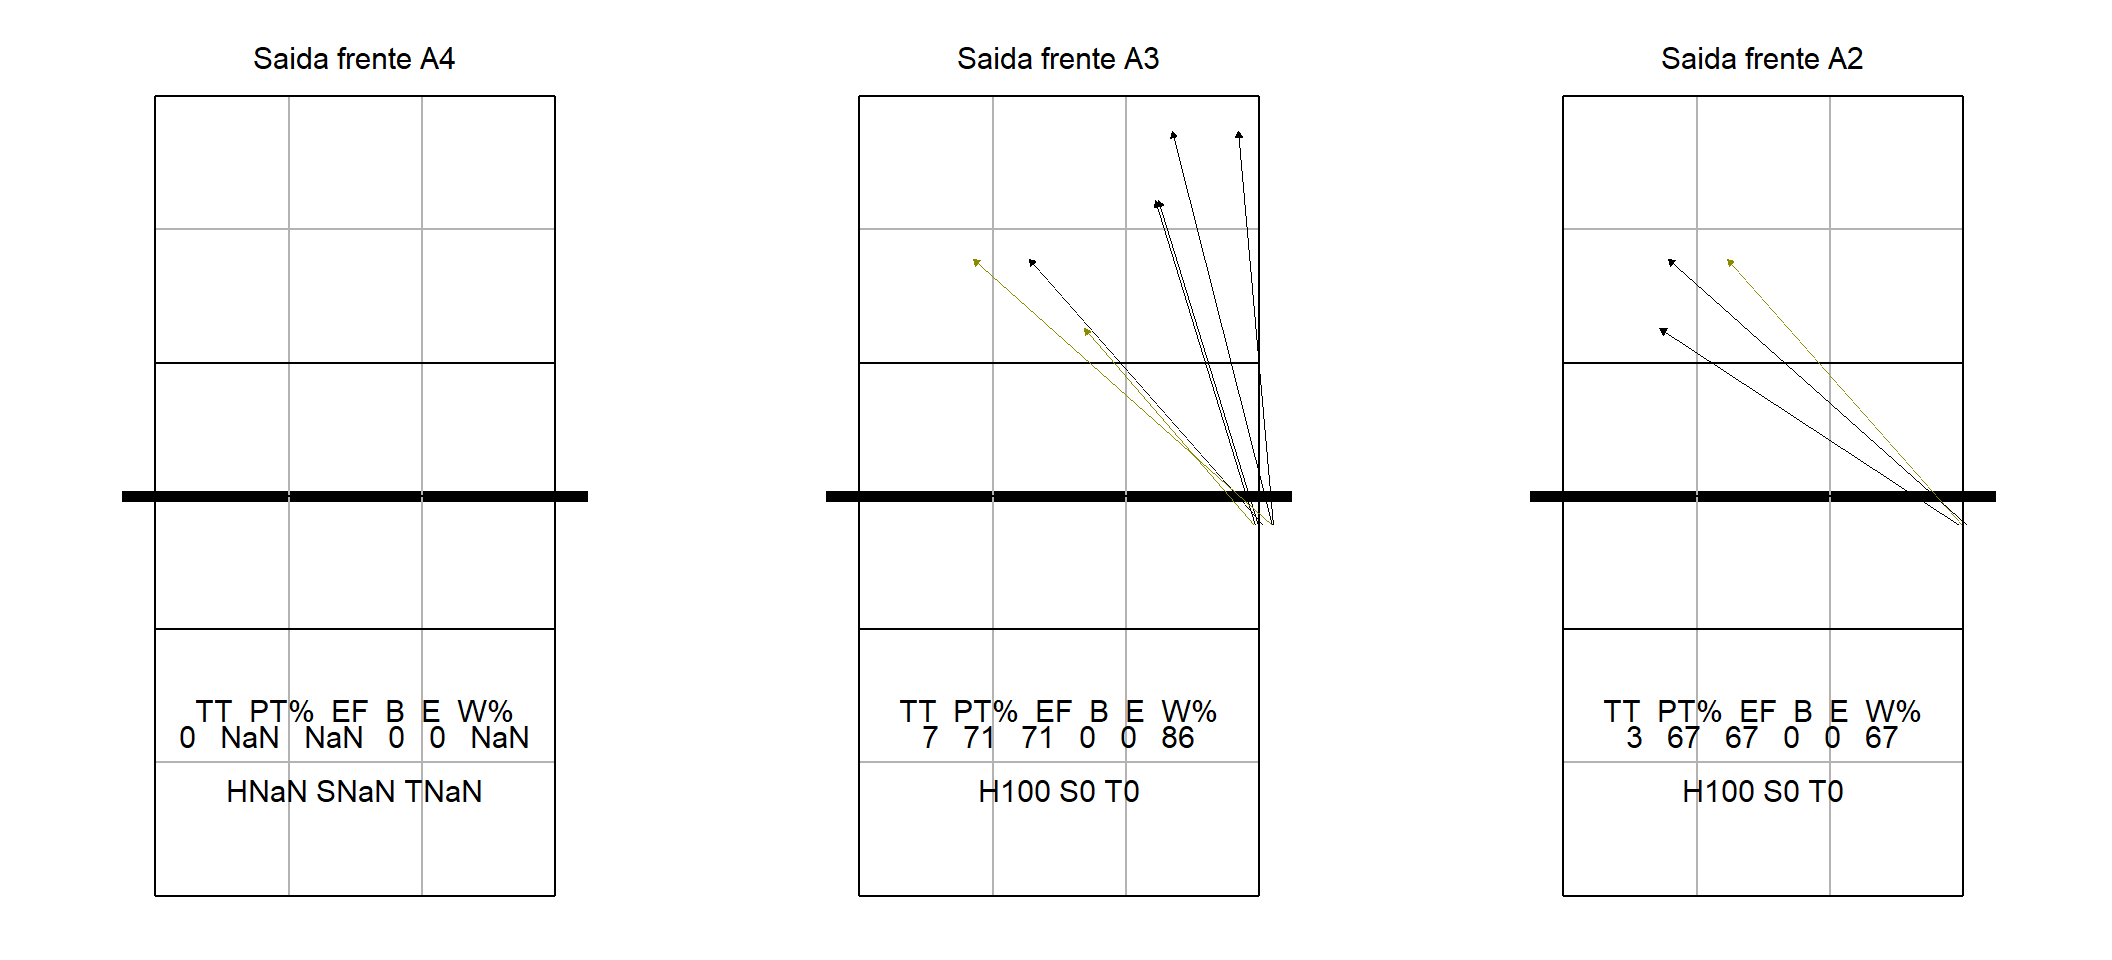 Saida frente A4
TT PT% EF B E W%
0 NaN NaN 0 0 NaN
HNaN SNaN TNaN
Saida frente A3
TT PT% EF B E W%
7 71 71 0 0 86
H100 S0 T0
Saida frente A2
TT PT% EF B E W%
3 67 67 0 0 67
H100 S0 T0